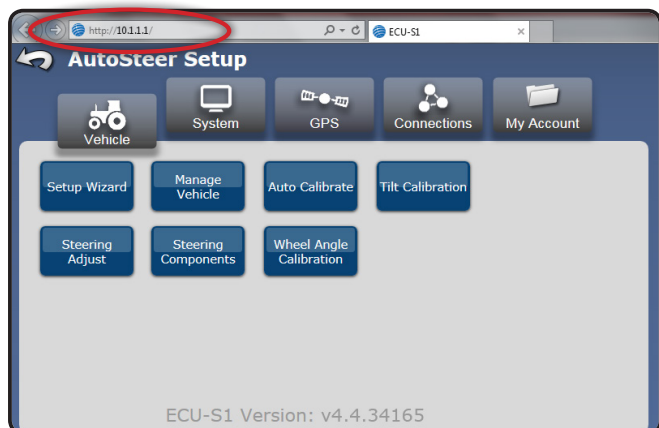 http://10.1.1.1/
ECU-S1
AutoSteer Setup
Vehicle
System
GPS
Connections
My Account
Setup Wizard
Manage
Vehicle
Auto Calibrate
Tilt Calibration
Steering
Adjust
Steering
Components
Wheel Angle
Calibration
ECU-S1 Version: v4.4.34165